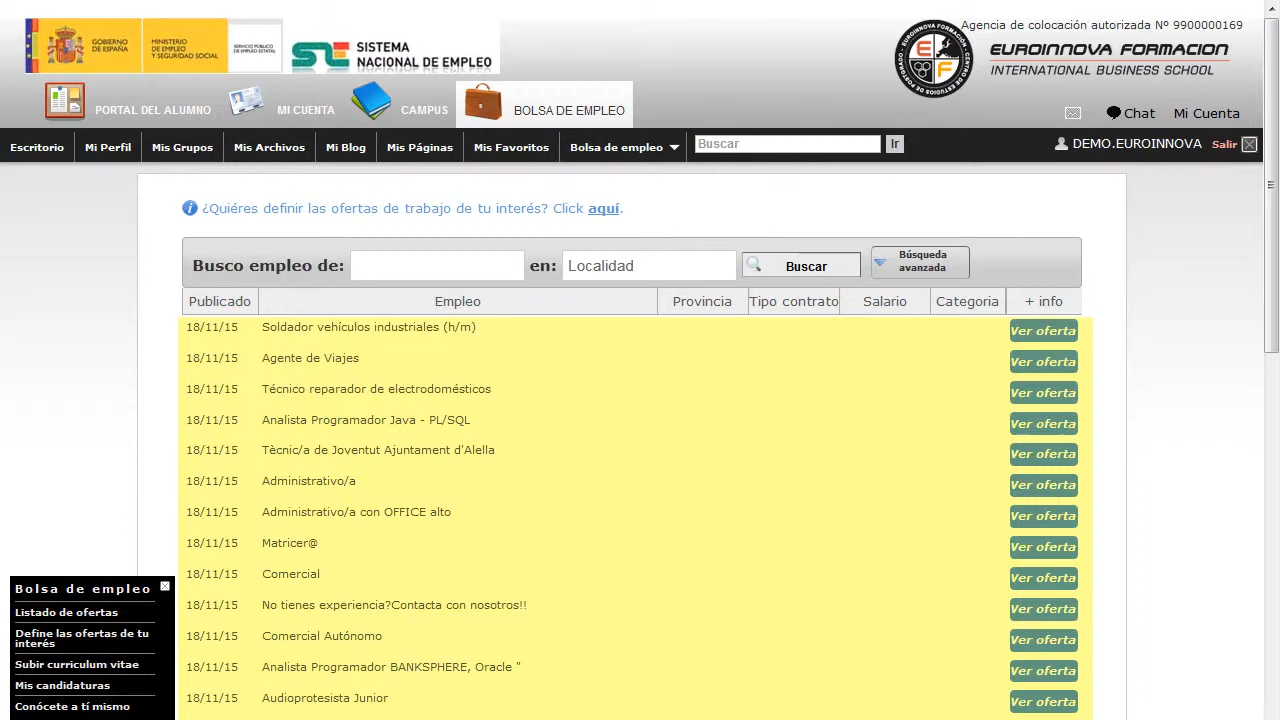 GOBIERNO
DE ESPAÑA
MINISTERIO
DE EMPLEO
Y SEGURIDAD SOCIAL
SERVICIO PÚBLICO
DE EMPLEO ESTATAL
SISTEMA
NACIONAL DE EMPLEO
Agencia de colocación autorizada Nº 9900000169
EUROINNOVA FORMACION
INTERNATIONAL BUSINESS SCHOOL
PORTAL DEL ALUMNO
MI CUENTA
CAMPUS
BOLSA DE EMPLEO
Chat
Mi Cuenta
Escritorio
Mi Perfil
Mis Grupos
Mis Archivos
Mi Blog
Mis Páginas
Mis Favoritos
Bolsa de empleo
Buscar
Ir
DEMO.EUROINNOVA
Salir
¿Quiéres definir las ofertas de trabajo de tu interés? Click aquí.
Busco empleo de:
en:
Localidad
Buscar
Búsqueda
avanzada
Publicado Empleo Provincia Tipo contrato Salario Categoria + info
18/11/15 Soldador vehículos industriales (h/m) Ver oferta
18/11/15 Agente de Viajes Ver oferta
18/11/15 Técnico reparador de electrodomésticos Ver oferta
18/11/15 Analista Programador Java - PL/SQL Ver oferta
18/11/15 Tècnic/a de Joventut Ajuntament d'Alella Ver oferta
18/11/15 Administrativo/a Ver oferta
18/11/15 Administrativo/a con OFFICE alto Ver oferta
18/11/15 Matricer@ Ver oferta
18/11/15 Comercial Ver oferta
18/11/15 No tienes experiencia?Contacta con nosotros!! Ver oferta
18/11/15 Comercial Autónomo Ver oferta
18/11/15 Analista Programador BANKSPHERE, Oracle " Ver oferta
18/11/15 Audioprotesista Junior Ver oferta
Bolsa de empleo
Listado de ofertas
Define las ofertas de tu
interés
Subir curriculum vitae
Mis candidaturas
Conócete a tí mismo